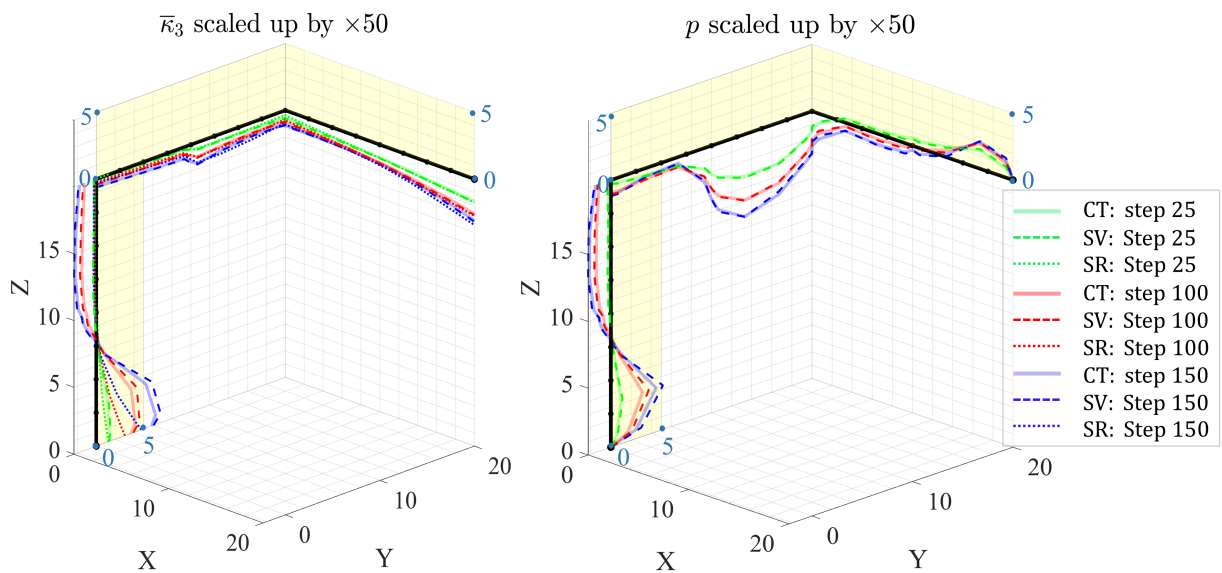 κ̅₃ scaled up by ×50
p scaled up by ×50
5
5
5
5
0
0
0
0
15
10
5
0
Z
0
10
20
X
0
10
20
Y
0
5
15
10
5
0
Z
0
10
20
X
0
10
20
Y
0
5
CT: step 25
SV: Step 25
SR: Step 25
CT: step 100
SV: Step 100
SR: Step 100
CT: step 150
SV: Step 150
SR: Step 150